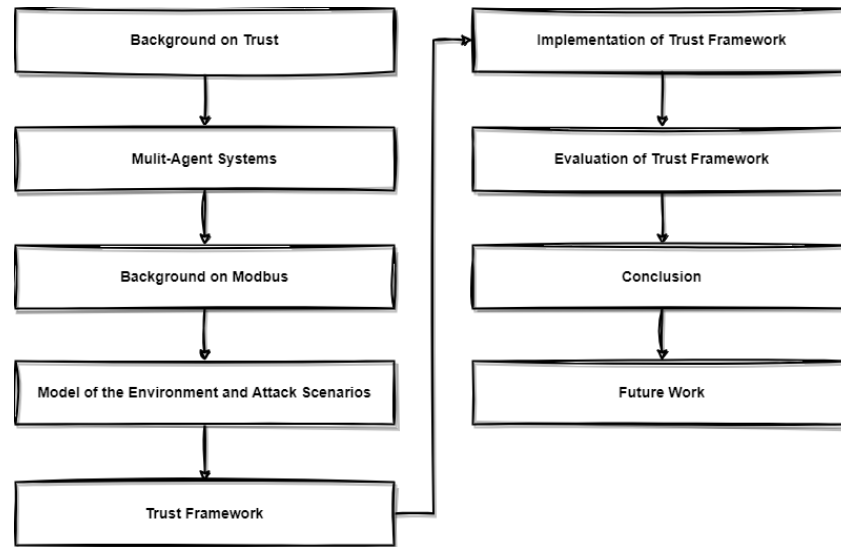 Background on Trust
Mulit-Agent Systems
Background on Modbus
Model of the Environment and Attack Scenarios
Trust Framework
Implementation of Trust Framework
Evaluation of Trust Framework
Conclusion
Future Work